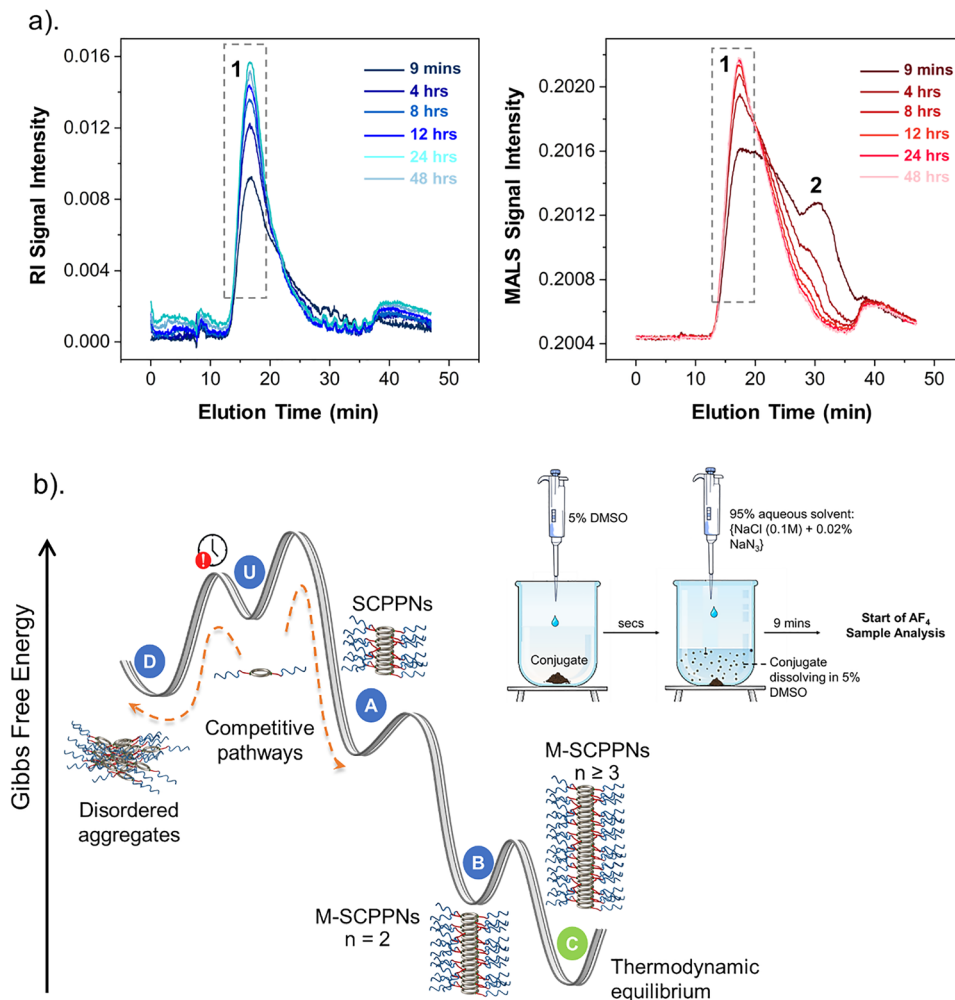 a).
RI Signal Intensity
0.016
0.012
0.008
0.004
0.000
1
9 mins
4 hrs
8 hrs
12 hrs
24 hrs
48 hrs
0 10 20 30 40 50
Elution Time (min)
MALS Signal Intensity
0.2020
0.2016
0.2012
0.2008
0.2004
1
2
9 mins
4 hrs
8 hrs
12 hrs
24 hrs
48 hrs
0 10 20 30 40 50
Elution Time (min)
b).
Gibbs Free Energy
!
U
D
Disordered
aggregates
Competitive
pathways
SCPPNs
A
B
M-SCPPNs
n = 2
M-SCPPNs
n ≥ 3
C
Thermodynamic
equilibrium
5% DMSO
Conjugate
secs
95% aqueous solvent:
{NaCl (0.1M) + 0.02%
NaN₃}
9 mins
Conjugate
dissolving in 5%
DMSO
Start of AF₄
Sample Analysis